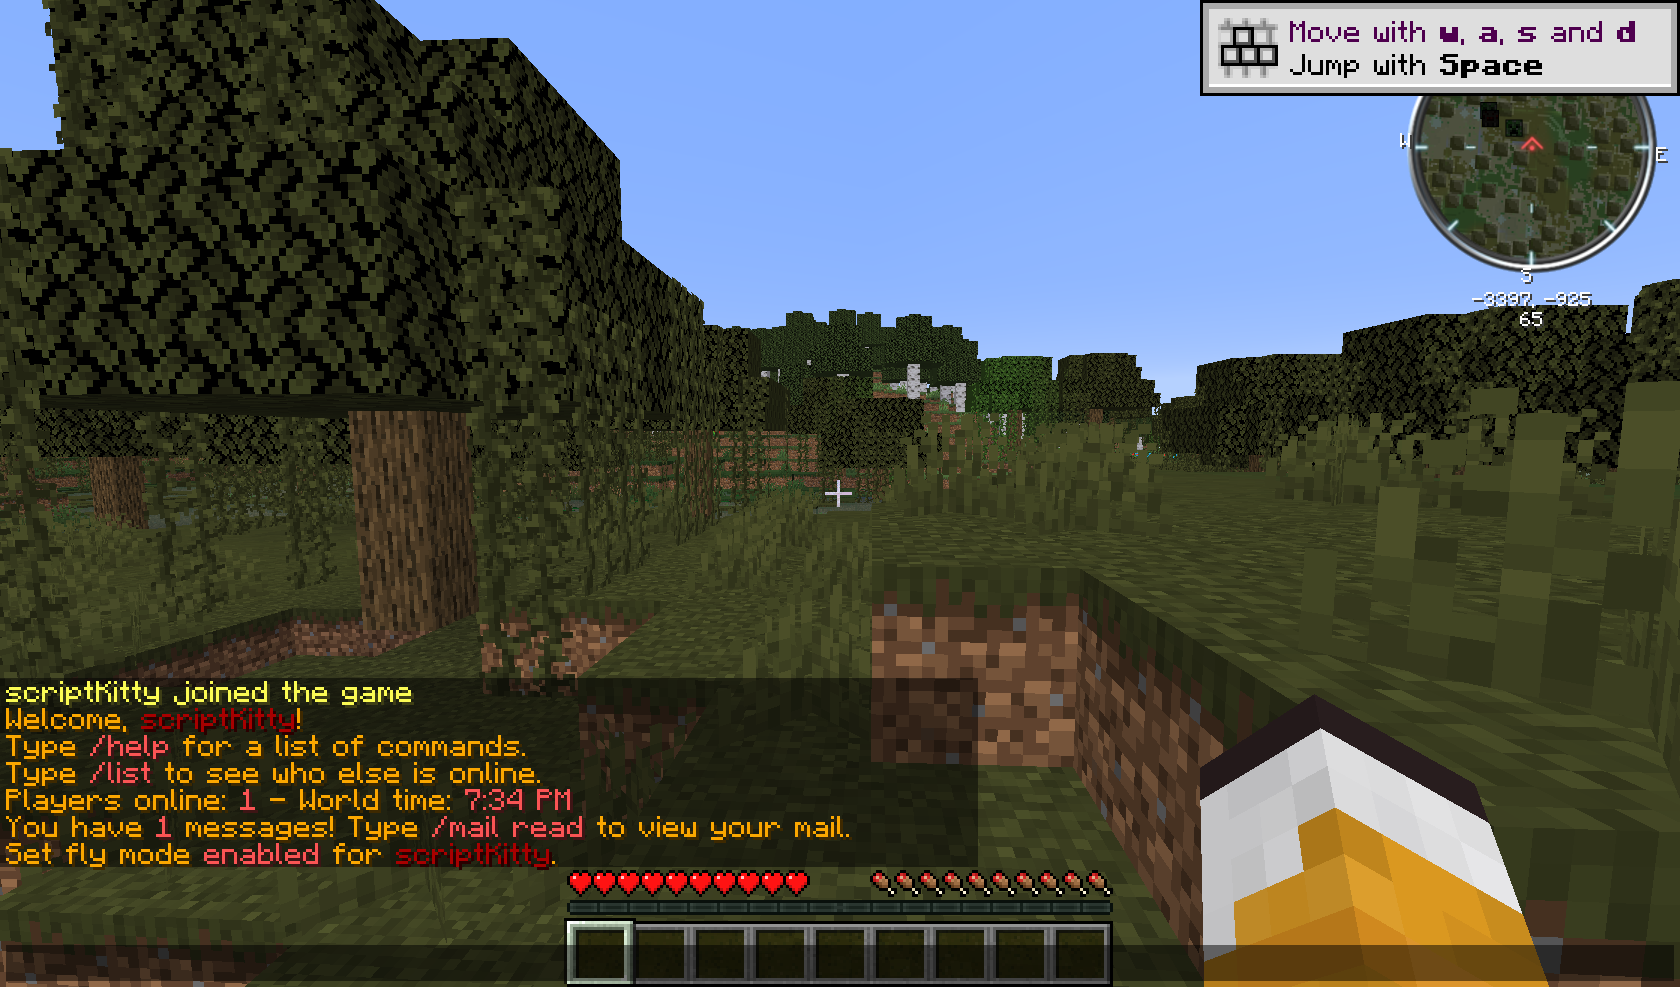 Move with w, a, s and d
Jump with Space
W
E
S
-3397, -925
65
scriptKitty joined the game
Welcome, scriptKitty!
Type /help for a list of commands.
Type /list to see who else is online.
Players online: 1 - World time: 7:34 PM
You have 1 messages! Type /mail read to view your mail.
Set fly mode enabled for scriptKitty.